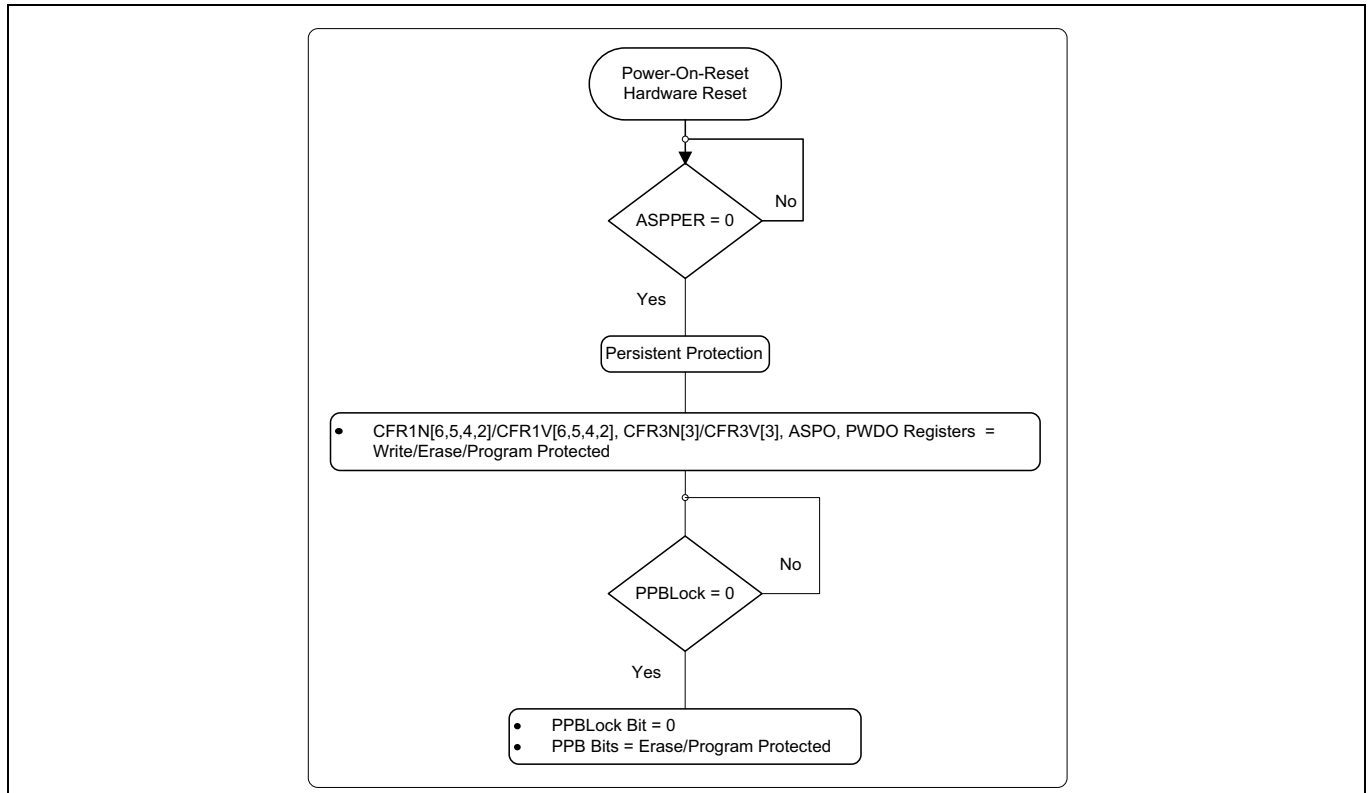 Power-On-Reset
Hardware Reset
No
ASPPER = 0
Yes
Persistent Protection
• CFR1N[6,5,4,2]/CFR1V[6,5,4,2], CFR3N[3]/CFR3V[3], ASPO, PWDO Registers =
Write/Erase/Program Protected
No
PPBLock = 0
Yes
• PPBLock Bit = 0
• PPB Bits = Erase/Program Protected